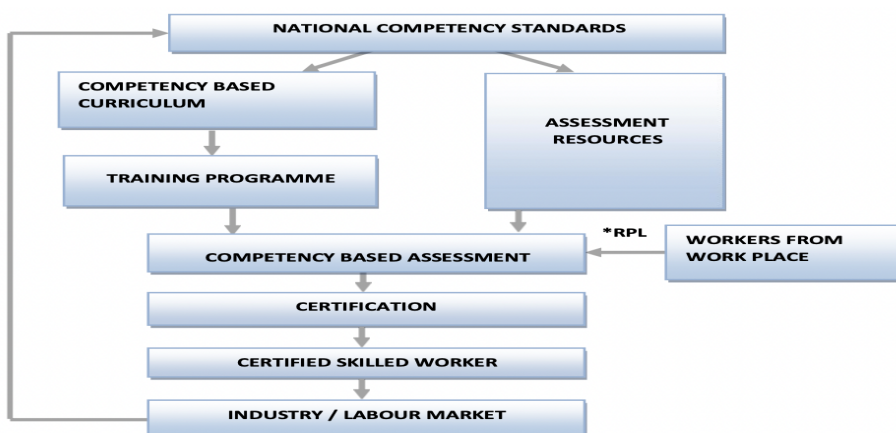 NATIONAL COMPETENCY STANDARDS
COMPETENCY BASED
CURRICULUM
ASSESSMENT
RESOURCES
TRAINING PROGRAMME
*RPL
WORKERS FROM
WORK PLACE
COMPETENCY BASED ASSESSMENT
CERTIFICATION
CERTIFIED SKILLED WORKER
INDUSTRY / LABOUR MARKET